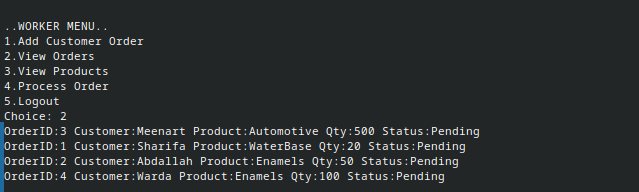 ..WORKER MENU..
1.Add Customer Order
2.View Orders
3.View Products
4.Process Order
5.Logout
Choice: 2
OrderID:3 Customer:Meenart Product:Automotive Qty:500 Status:Pending
OrderID:1 Customer:Sharifa Product:WaterBase Qty:20 Status:Pending
OrderID:2 Customer:Abdallah Product:Enamels Qty:50 Status:Pending
OrderID:4 Customer:Warda Product:Enamels Qty:100 Status:Pending